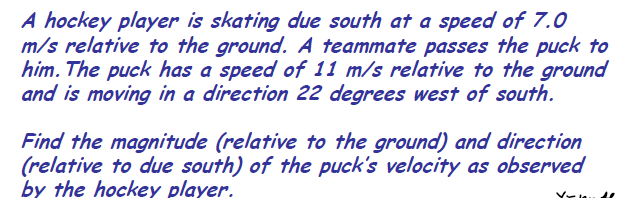 A hockey player is skating due south at a speed of 7.0
m/s relative to the ground. A teammate passes the puck to
him. The puck has a speed of 11 m/s relative to the ground
and is moving in a direction 22 degrees west of south.
Find the magnitude (relative to the ground) and direction
(relative to due south) of the puck's velocity as observed
by the hockey player.